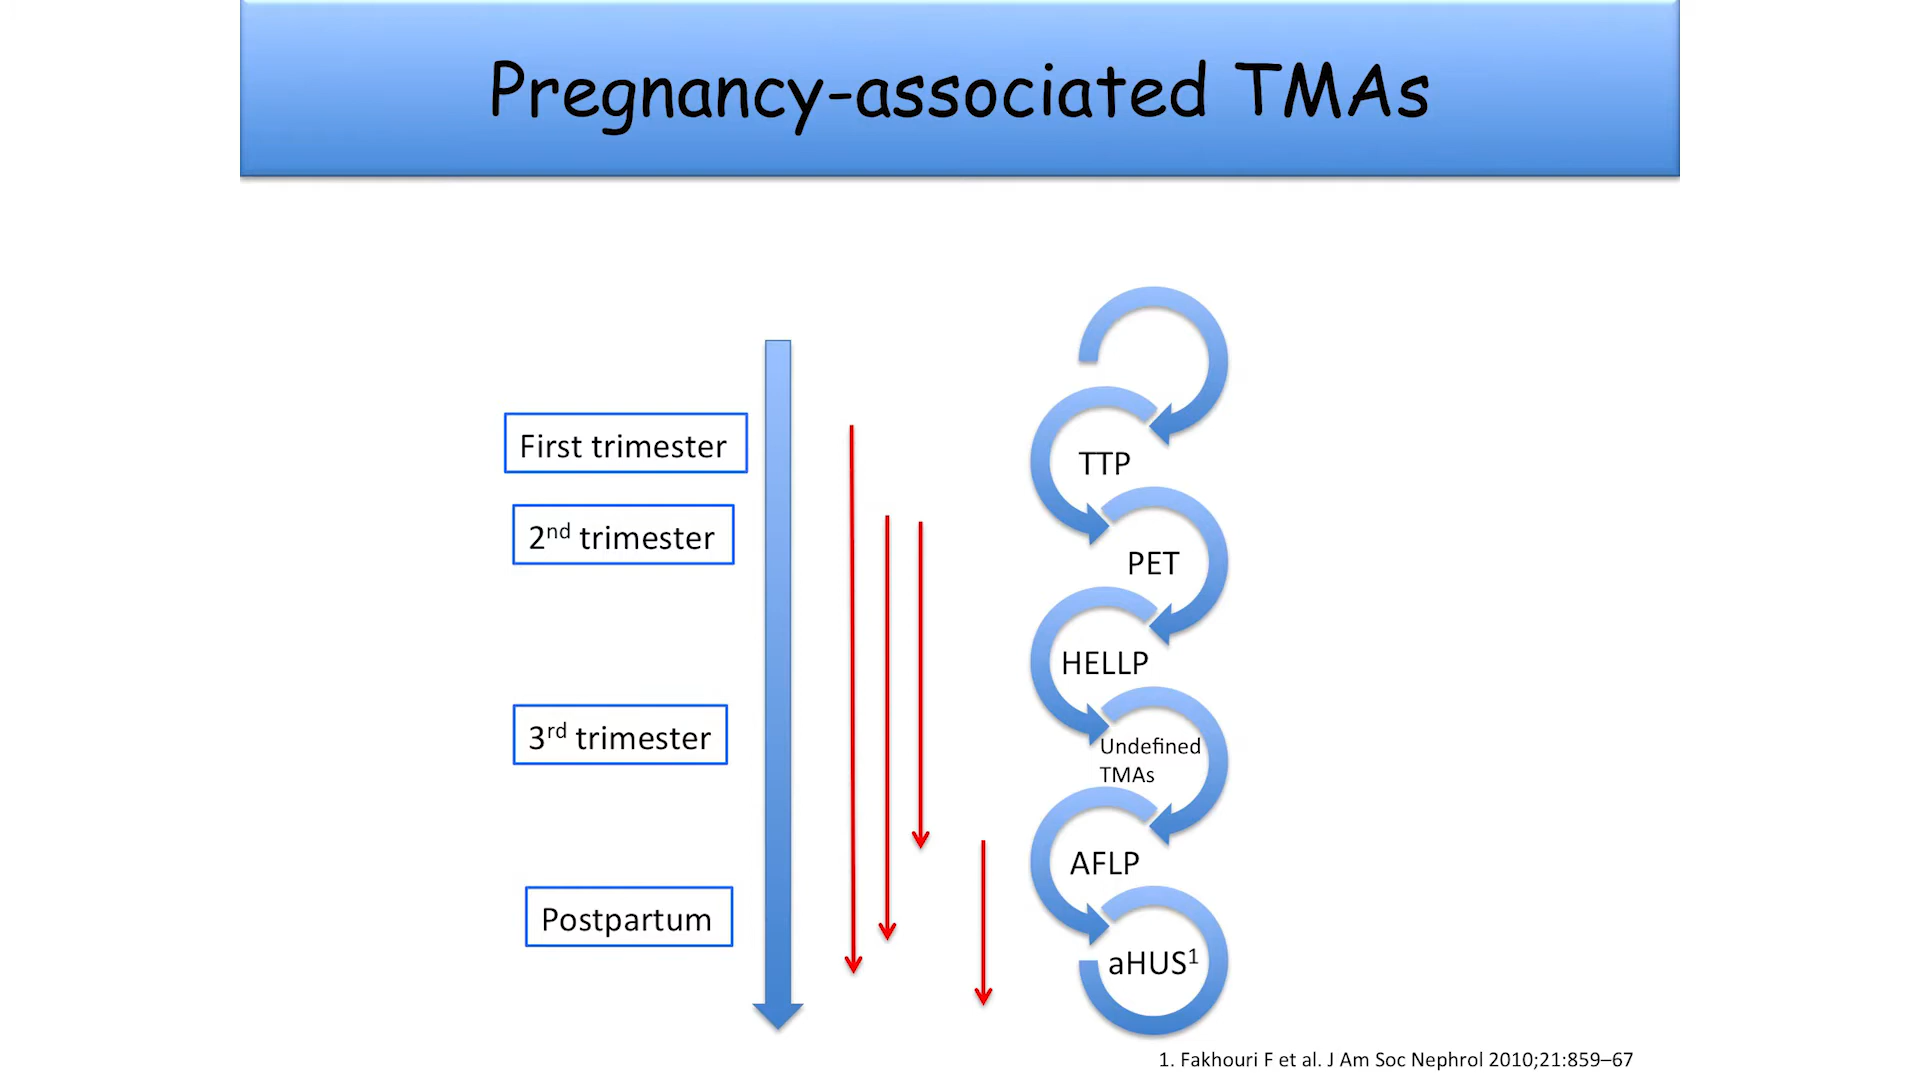 Pregnancy-associated TMAs
First trimester
2nd trimester
3rd trimester
Postpartum
TTP
PET
HELLP
Undefined
TMAs
AFLP
aHUS1
1. Fakhouri F et al. J Am Soc Nephrol 2010;21:859–67